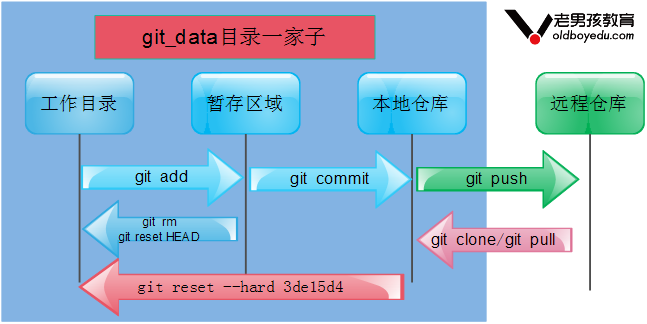 git_data目录一家子
老男孩教育
oldboyedu.com
工作目录
暂存区域
本地仓库
远程仓库
git add
git commit
git push
git rm
git reset HEAD
git clone/git pull
git reset --hard 3de15d4